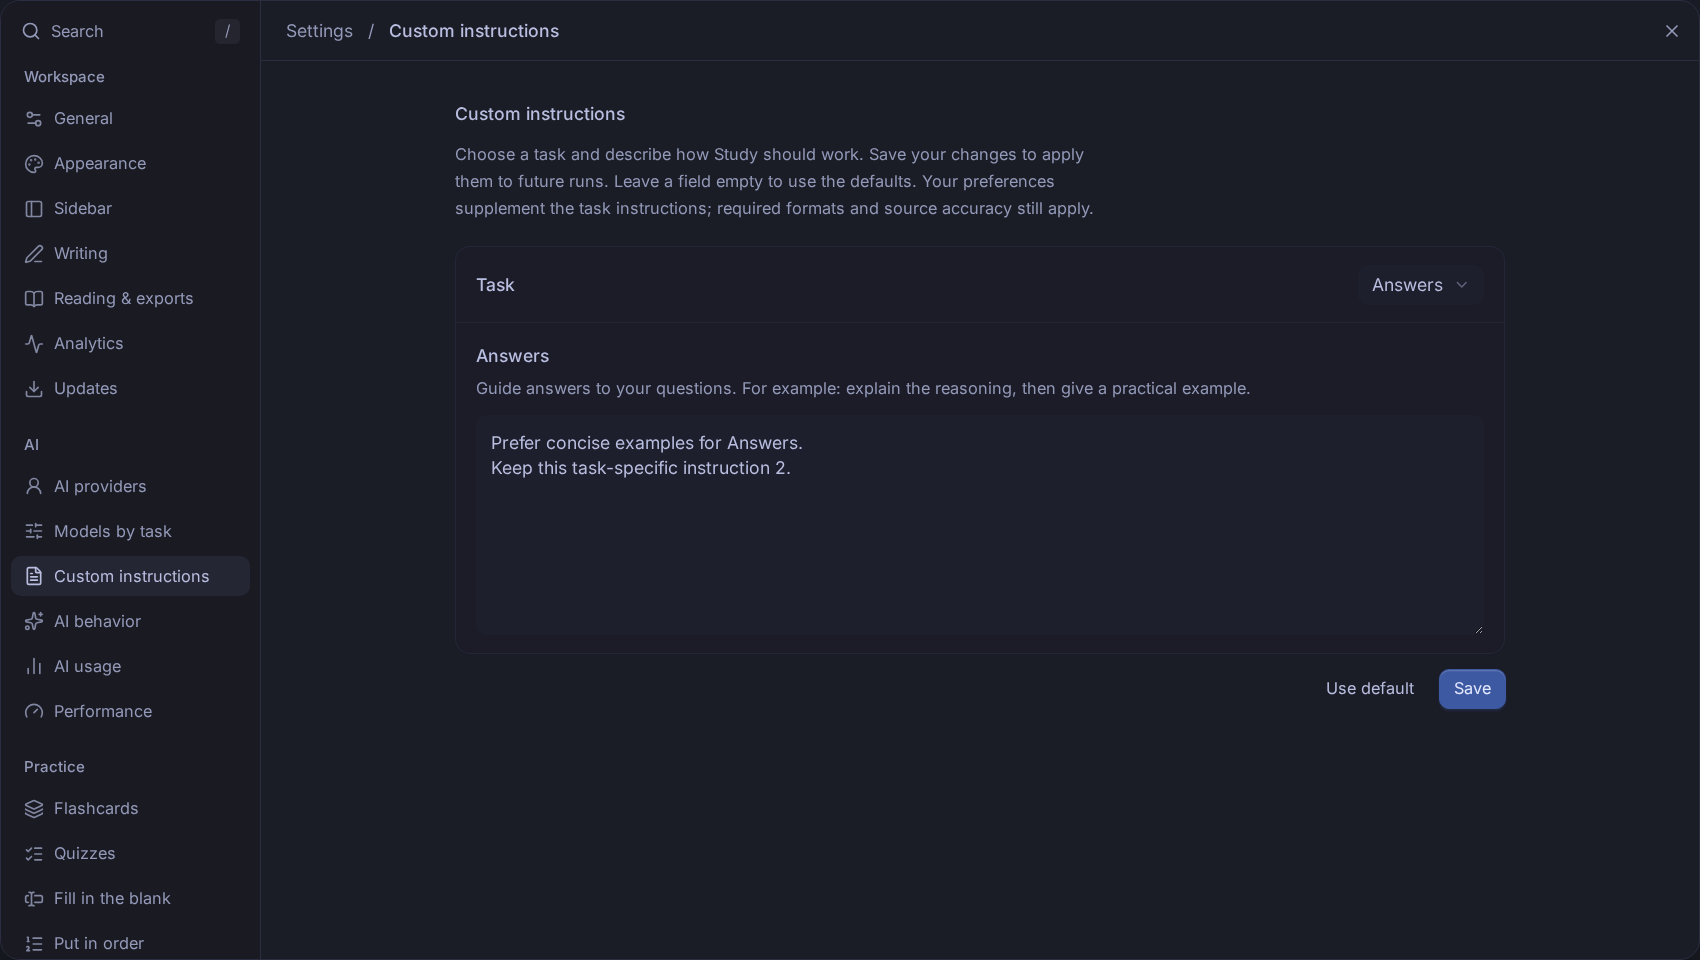 Search /
Settings / Custom instructions
Workspace
General
Appearance
Sidebar
Writing
Reading & exports
Analytics
Updates
AI
AI providers
Models by task
Custom instructions
AI behavior
AI usage
Performance
Practice
Flashcards
Quizzes
Fill in the blank
Put in order
Custom instructions
Choose a task and describe how Study should work. Save your changes to apply
them to future runs. Leave a field empty to use the defaults. Your preferences
supplement the task instructions; required formats and source accuracy still apply.
Task
Answers
Answers
Guide answers to your questions. For example: explain the reasoning, then give a practical example.
Prefer concise examples for Answers.
Keep this task-specific instruction 2.
Use default
Save